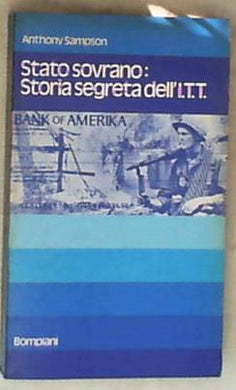 Anthony Sampson
Stato sovrano:
Storia segreta dell'I.T.T.
BANK OF AMERIKA
Bompiani